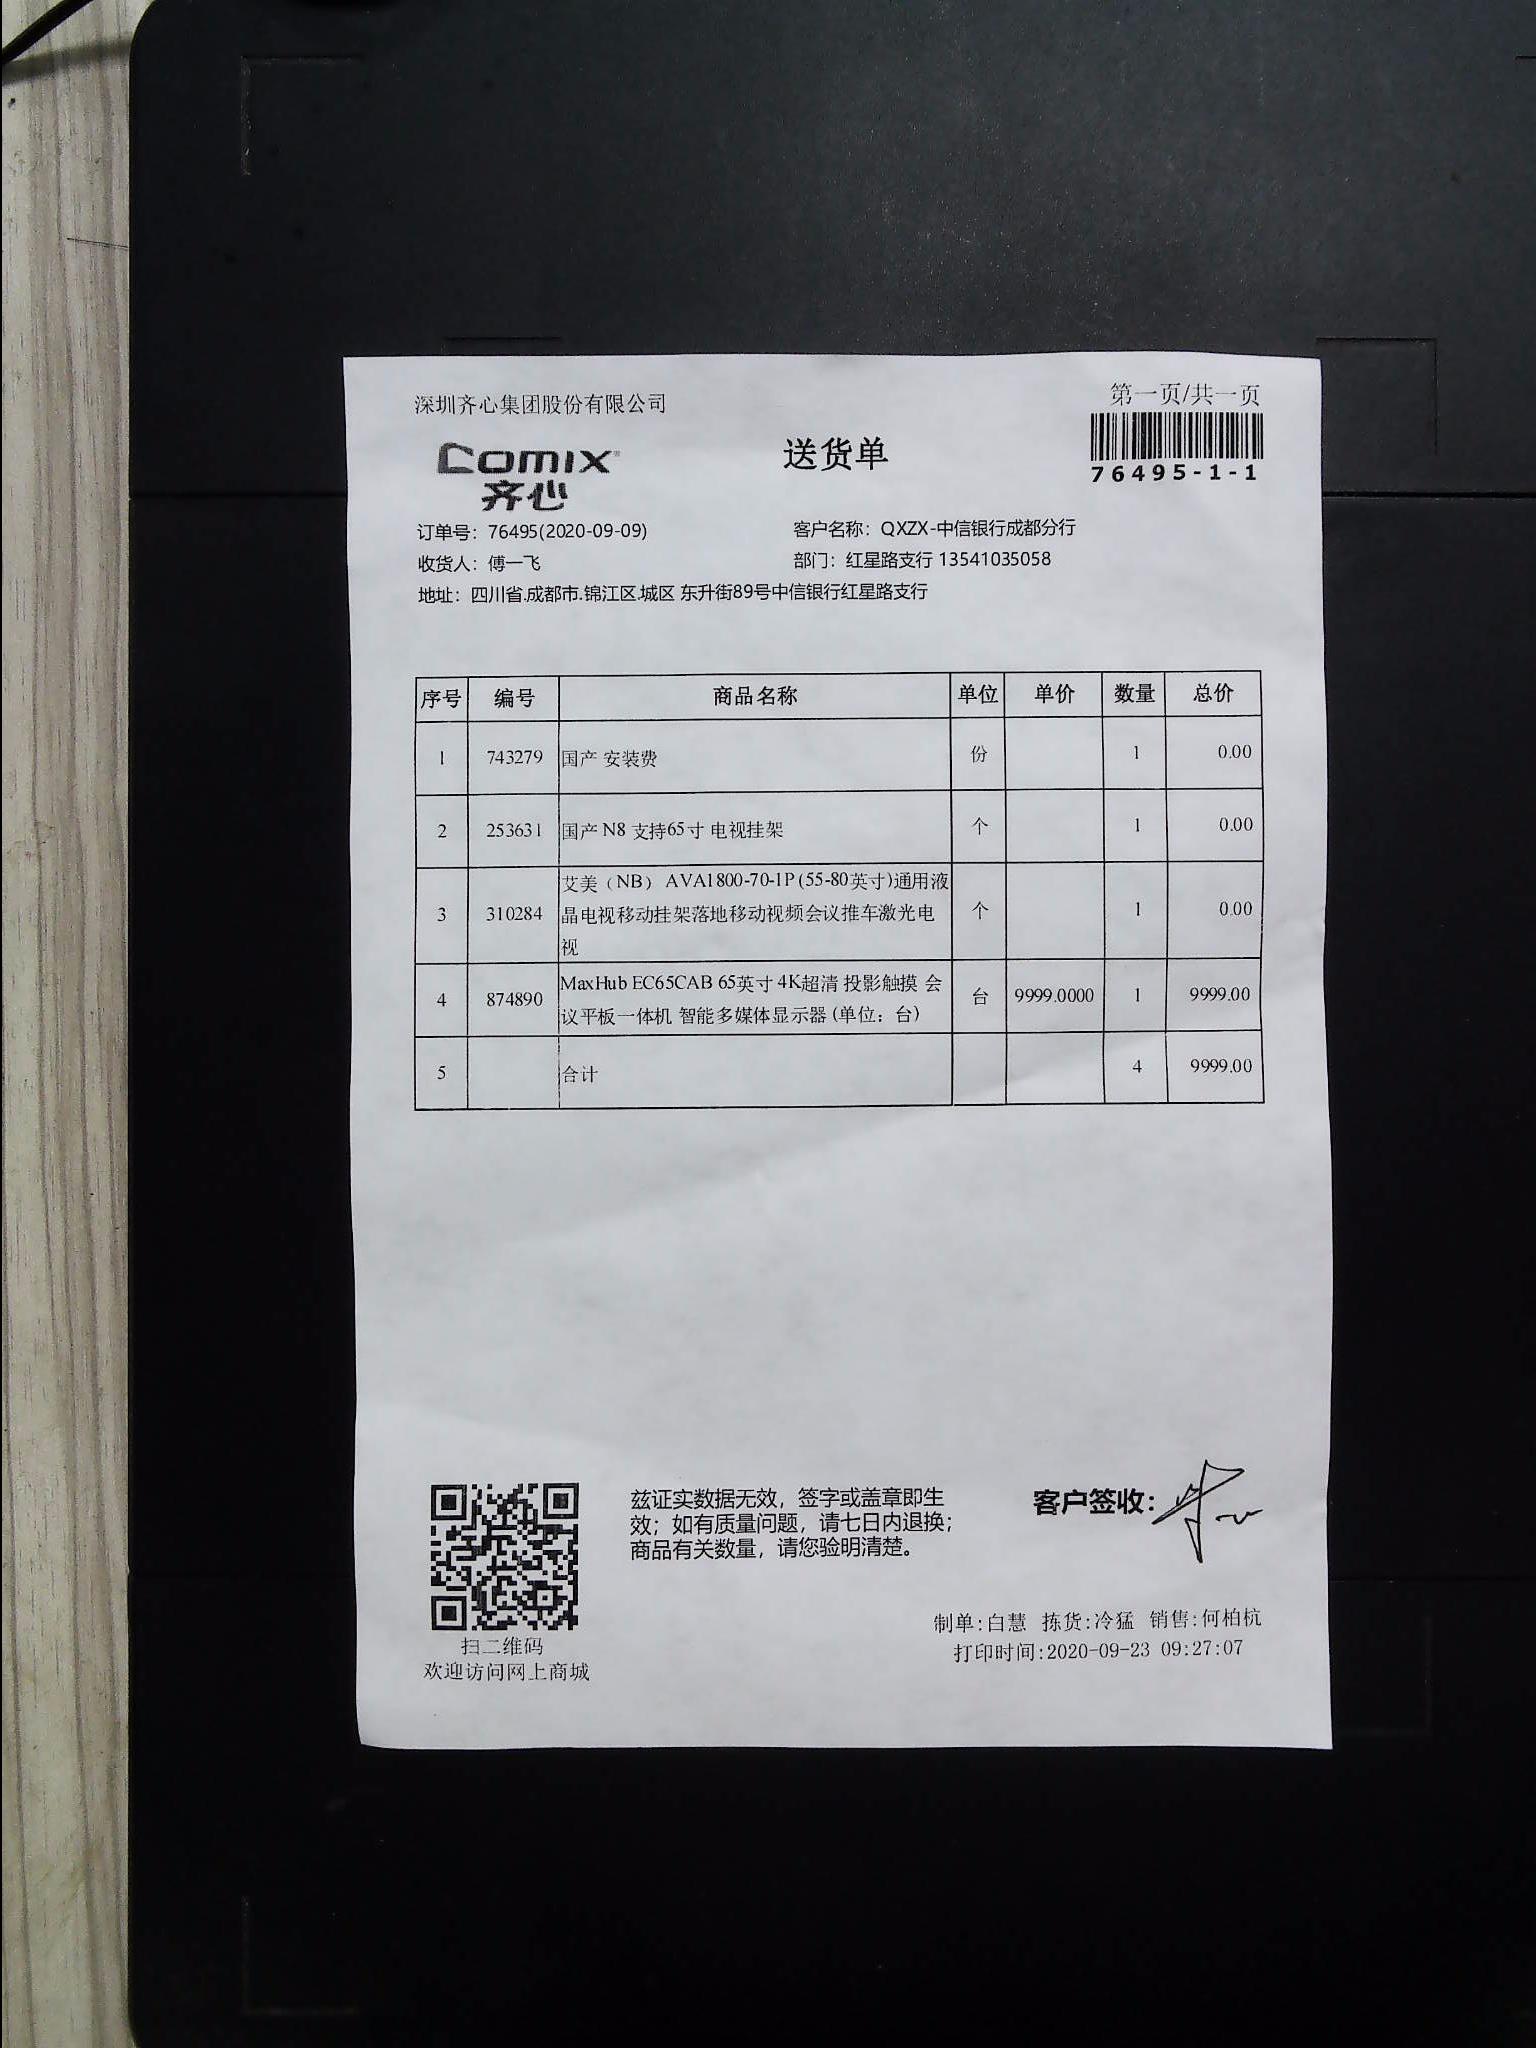 第一页/共一页
深圳齐心集团股份有限公司
Comix
齐心
送货单
76495-1-1
订单号：76495(2020-09-09)
客户名称：QXZX-中信银行成都分行
收货人：傅一飞
部门：红星路支行 13541035058
地址：四川省.成都市.锦江区.城区 东升街89号中信银行红星路支行
序号 编号 商品名称 单位 单价 数量 总价
1 743279 国产 安装费 份 1 0.00
2 253631 国产 N8 支持65寸 电视挂架 个 1 0.00
艾美（NB） AVA1800-70-1P (55-80英寸)通用液
3 310284 晶电视移动挂架落地移动视频会议推车激光电 个 1 0.00
视
MaxHub EC65CAB 65英寸 4K超清 投影触摸 会
4 874890 议平板一体机 智能多媒体显示器 (单位：台) 台 9999.0000 1 9999.00
5 合计 4 9999.00
兹证实数据无效，签字或盖章即生
效；如有质量问题，请七日内退换；
商品有关数量，请您验明清楚。
客户签收：
扫二维码
欢迎访问网上商城
制单:白慧 拣货:冷猛 销售:何柏杭
打印时间:2020-09-23 09:27:07